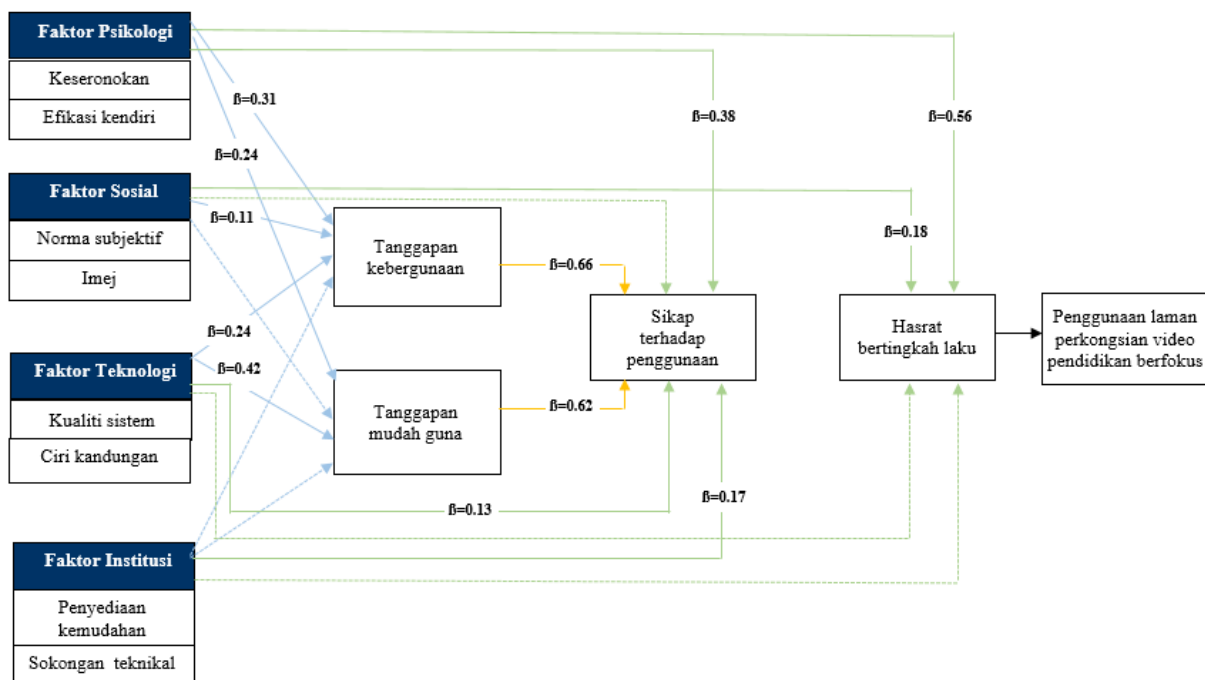 Faktor Psikologi
Keseronokan
Efikasi kendiri
ß=0.31
ß=0.24
ß=0.38
ß=0.56
Faktor Sosial
Norma subjektif
Imej
ß=0.11
ß=0.18
Tanggapan
kebergunaan
ß=0.66
Sikap
terhadap
penggunaan
Hasrat
bertingkah laku
Penggunaan laman
perkongsian video
pendidikan berfokus
ß=0.24
ß=0.42
Faktor Teknologi
Kualiti sistem
Ciri kandungan
Tanggapan
mudah guna
ß=0.62
ß=0.13
ß=0.17
Faktor Institusi
Penyediaan
kemudahan
Sokongan teknikal